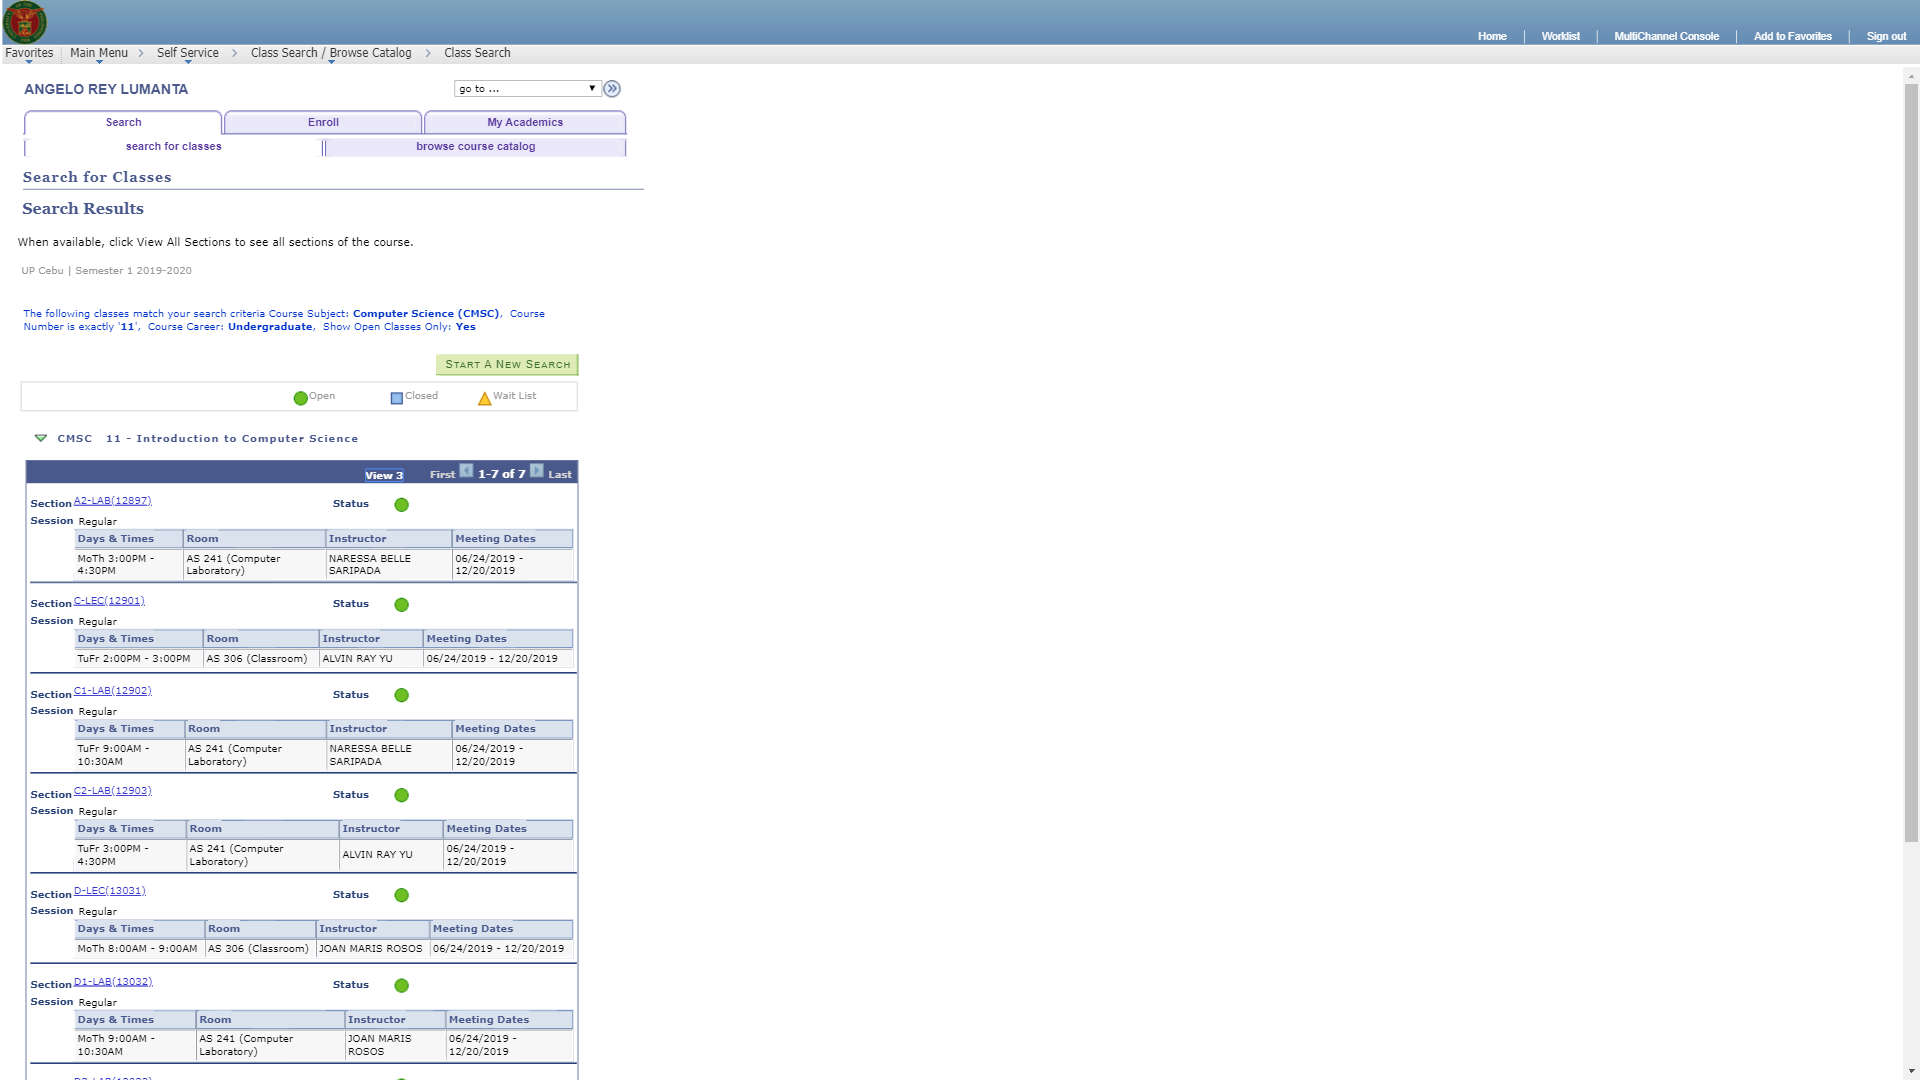 Home
Worklist
MultiChannel Console
Add to Favorites
Sign out
Favorites
Main Menu > Self Service > Class Search / Browse Catalog > Class Search
ANGELO REY LUMANTA
go to ...
Search
Enroll
My Academics
search for classes
browse course catalog
Search for Classes
Search Results
When available, click View All Sections to see all sections of the course.
UP Cebu | Semester 1 2019-2020
The following classes match your search criteria Course Subject: Computer Science (CMSC),  Course
Number is exactly '11',  Course Career: Undergraduate,  Show Open Classes Only: Yes
START A NEW SEARCH
Open
Closed
Wait List
CMSC  11 - Introduction to Computer Science
View 3
First
1-7 of 7
Last
Section A2-LAB(12897) Status
Session Regular
Days & Times Room Instructor Meeting Dates
MoTh 3:00PM - AS 241 (Computer NARESSA BELLE 06/24/2019 -
4:30PM Laboratory) SARIPADA 12/20/2019
Section C-LEC(12901) Status
Session Regular
Days & Times Room Instructor Meeting Dates
TuFr 2:00PM - 3:00PM AS 306 (Classroom) ALVIN RAY YU 06/24/2019 - 12/20/2019
Section C1-LAB(12902) Status
Session Regular
Days & Times Room Instructor Meeting Dates
TuFr 9:00AM - AS 241 (Computer NARESSA BELLE 06/24/2019 -
10:30AM Laboratory) SARIPADA 12/20/2019
Section C2-LAB(12903) Status
Session Regular
Days & Times Room Instructor Meeting Dates
TuFr 3:00PM - AS 241 (Computer ALVIN RAY YU 06/24/2019 -
4:30PM Laboratory) 12/20/2019
Section D-LEC(13031) Status
Session Regular
Days & Times Room Instructor Meeting Dates
MoTh 8:00AM - 9:00AM AS 306 (Classroom) JOAN MARIS ROSOS 06/24/2019 - 12/20/2019
Section D1-LAB(13032) Status
Session Regular
Days & Times Room Instructor Meeting Dates
MoTh 9:00AM - AS 241 (Computer JOAN MARIS 06/24/2019 -
10:30AM Laboratory) ROSOS 12/20/2019